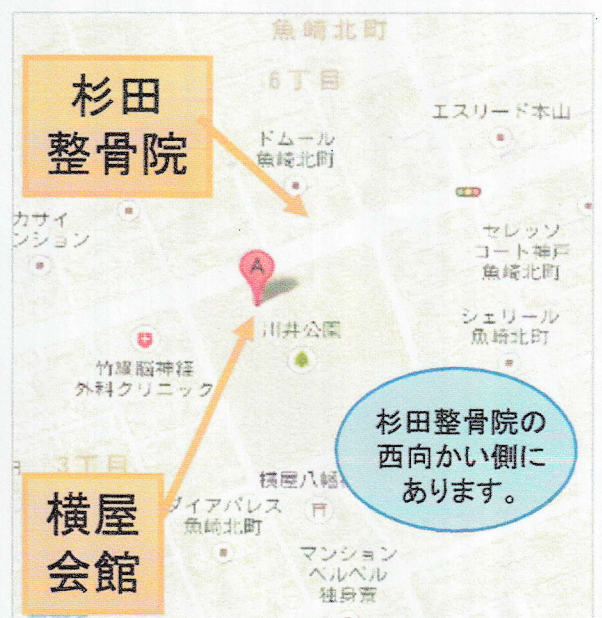 魚崎北町
6丁目
杉田
整骨院
エスリード本山
ドムール
魚崎北町
カサイ
ンション
セレッソ
コート神戸
魚崎北町
A
川井公園
シェリール
魚崎北町
脳神経
外科クリニック
杉田整骨院の
西向かい側に
あります。
3丁目
横屋八幡
横屋
会館
ダイアパレス
魚崎北町
マンション
ベルベル
独身寮